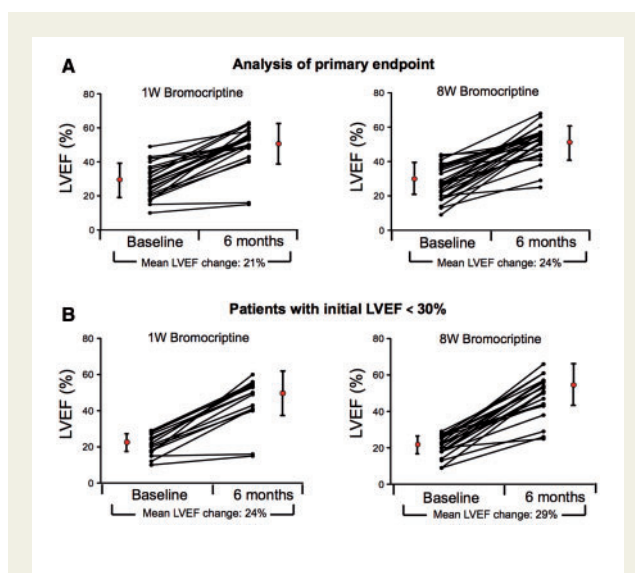 A
Analysis of primary endpoint
1W Bromocriptine
8W Bromocriptine
LVEF (%)
80
60
40
20
0
Baseline
6 months
Mean LVEF change: 21%
LVEF (%)
80
60
40
20
0
Baseline
6 months
Mean LVEF change: 24%
B
Patients with initial LVEF < 30%
1W Bromocriptine
8W Bromocriptine
LVEF (%)
80
60
40
20
0
Baseline
6 months
Mean LVEF change: 24%
LVEF (%)
80
60
40
20
0
Baseline
6 months
Mean LVEF change: 29%